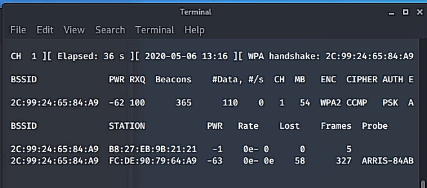 Terminal
File Edit View Search Terminal Help
CH 1 ][ Elapsed: 36 s ][ 2020-05-06 13:16 ][ WPA handshake: 2C:99:24:65:84:A9
BSSID PWR RXQ Beacons #Data, #/s CH MB ENC CIPHER AUTH E
2C:99:24:65:84:A9 -62 100 365 110 0 1 54 WPA2 CCMP PSK A
BSSID STATION PWR Rate Lost Frames Probe
2C:99:24:65:84:A9 B8:27:EB:9B:21:21 -1 0e- 0 0 5
2C:99:24:65:84:A9 FC:DE:90:79:64:A9 -63 0e- 0e 58 327 ARRIS-84AB